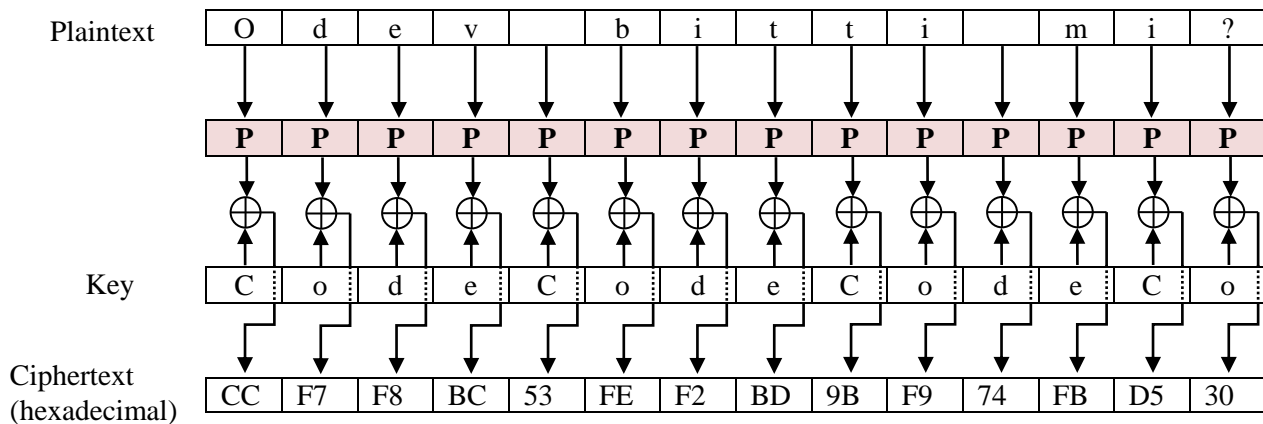 Plaintext O d e v b i t t i m i ?
P P P P P P P P P P P P P P
Key C o d e C o d e C o d e C o
Ciphertext
(hexadecimal) CC F7 F8 BC 53 FE F2 BD 9B F9 74 FB D5 30